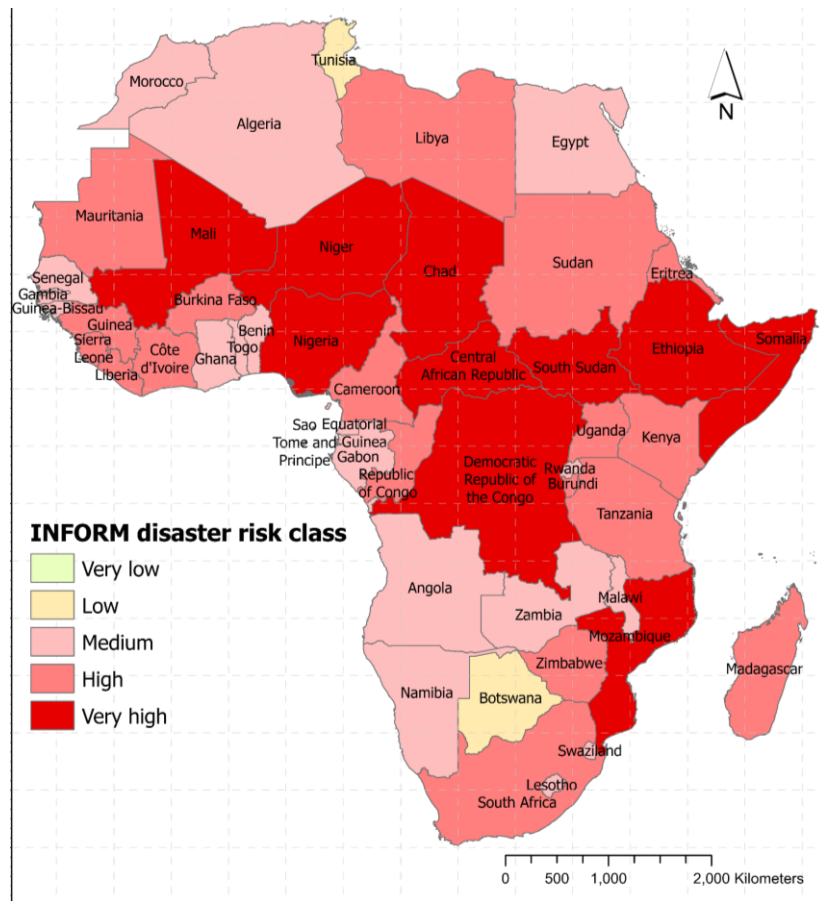 Tunisia
Morocco
Algeria
Libya
Egypt
N
Mauritania
Mali
Niger
Chad
Sudan
Eritrea
Senegal
Gambia
Guinea-Bissau
Guinea
Sierra
Leone
Liberia
Burkina Faso
Côte
d'Ivoire
Ghana
Benin
Togo
Nigeria
Cameroon
Central
African Republic
South Sudan
Ethiopia
Somalia
Sao
Tome and
Principe
Equatorial
Guinea
Gabon
Republic
of Congo
Democratic
Republic of
the Congo
Uganda
Kenya
Rwanda
Burundi
Tanzania
Angola
Zambia
Malawi
Mozambique
Zimbabwe
Madagascar
Namibia
Botswana
Swaziland
Lesotho
South Africa
INFORM disaster risk class
Very low
Low
Medium
High
Very high
0 500 1,000 2,000 Kilometers